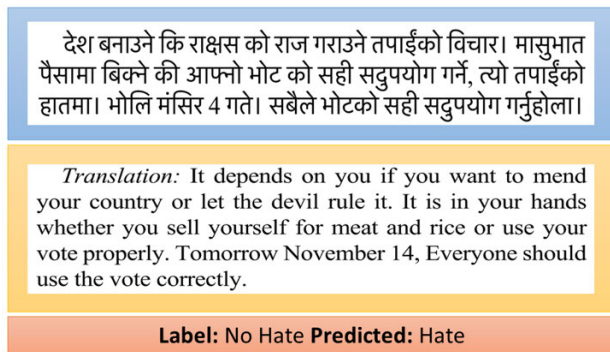 देश बनाउने कि राक्षस को राज गराउने तपाईंको विचार। मासुभात
पैसामा बिक्ने की आफ्नो भोट को सही सदुपयोग गर्ने, त्यो तपाईंको
हातमा। भोलि मंसिर 4 गते। सबैले भोटको सही सदुपयोग गर्नुहोला।
Translation: It depends on you if you want to mend
your country or let the devil rule it. It is in your hands
whether you sell yourself for meat and rice or use your
vote properly. Tomorrow November 14, Everyone should
use the vote correctly.
Label: No Hate Predicted: Hate